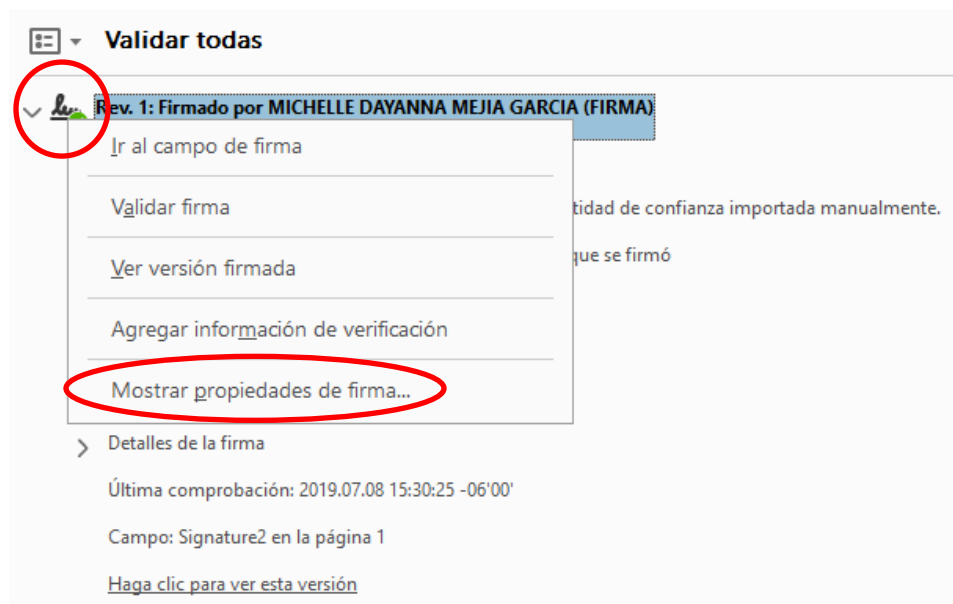 Validar todas
Rev. 1: Firmado por MICHELLE DAYANNA MEJIA GARCIA (FIRMA)
Ir al campo de firma
Validar firma
tidad de confianza importada manualmente.
que se firmó
Ver versión firmada
Agregar información de verificación
Mostrar propiedades de firma...
Detalles de la firma
Última comprobación: 2019.07.08 15:30:25 -06'00'
Campo: Signature2 en la página 1
Haga clic para ver esta versión